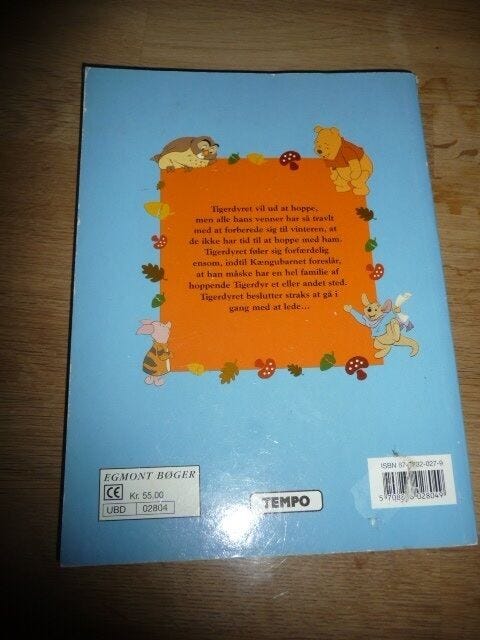 Tigerdyret vil ud at hoppe,
men alle hans venner har så travlt
med at forberede sig til vinteren, at
de ikke har tid til at hoppe med ham.
Tigerdyret føler sig forfærdelig
ensom, indtil Kængubarnet foreslår,
at han måske har en hel familie af
hoppende Tigerdyr et eller andet sted.
Tigerdyret beslutter straks at gå i
gang med at lede...
EGMONT BØGER
CE Kr. 55.00
UBD 02804
TEMPO
ISBN
028049